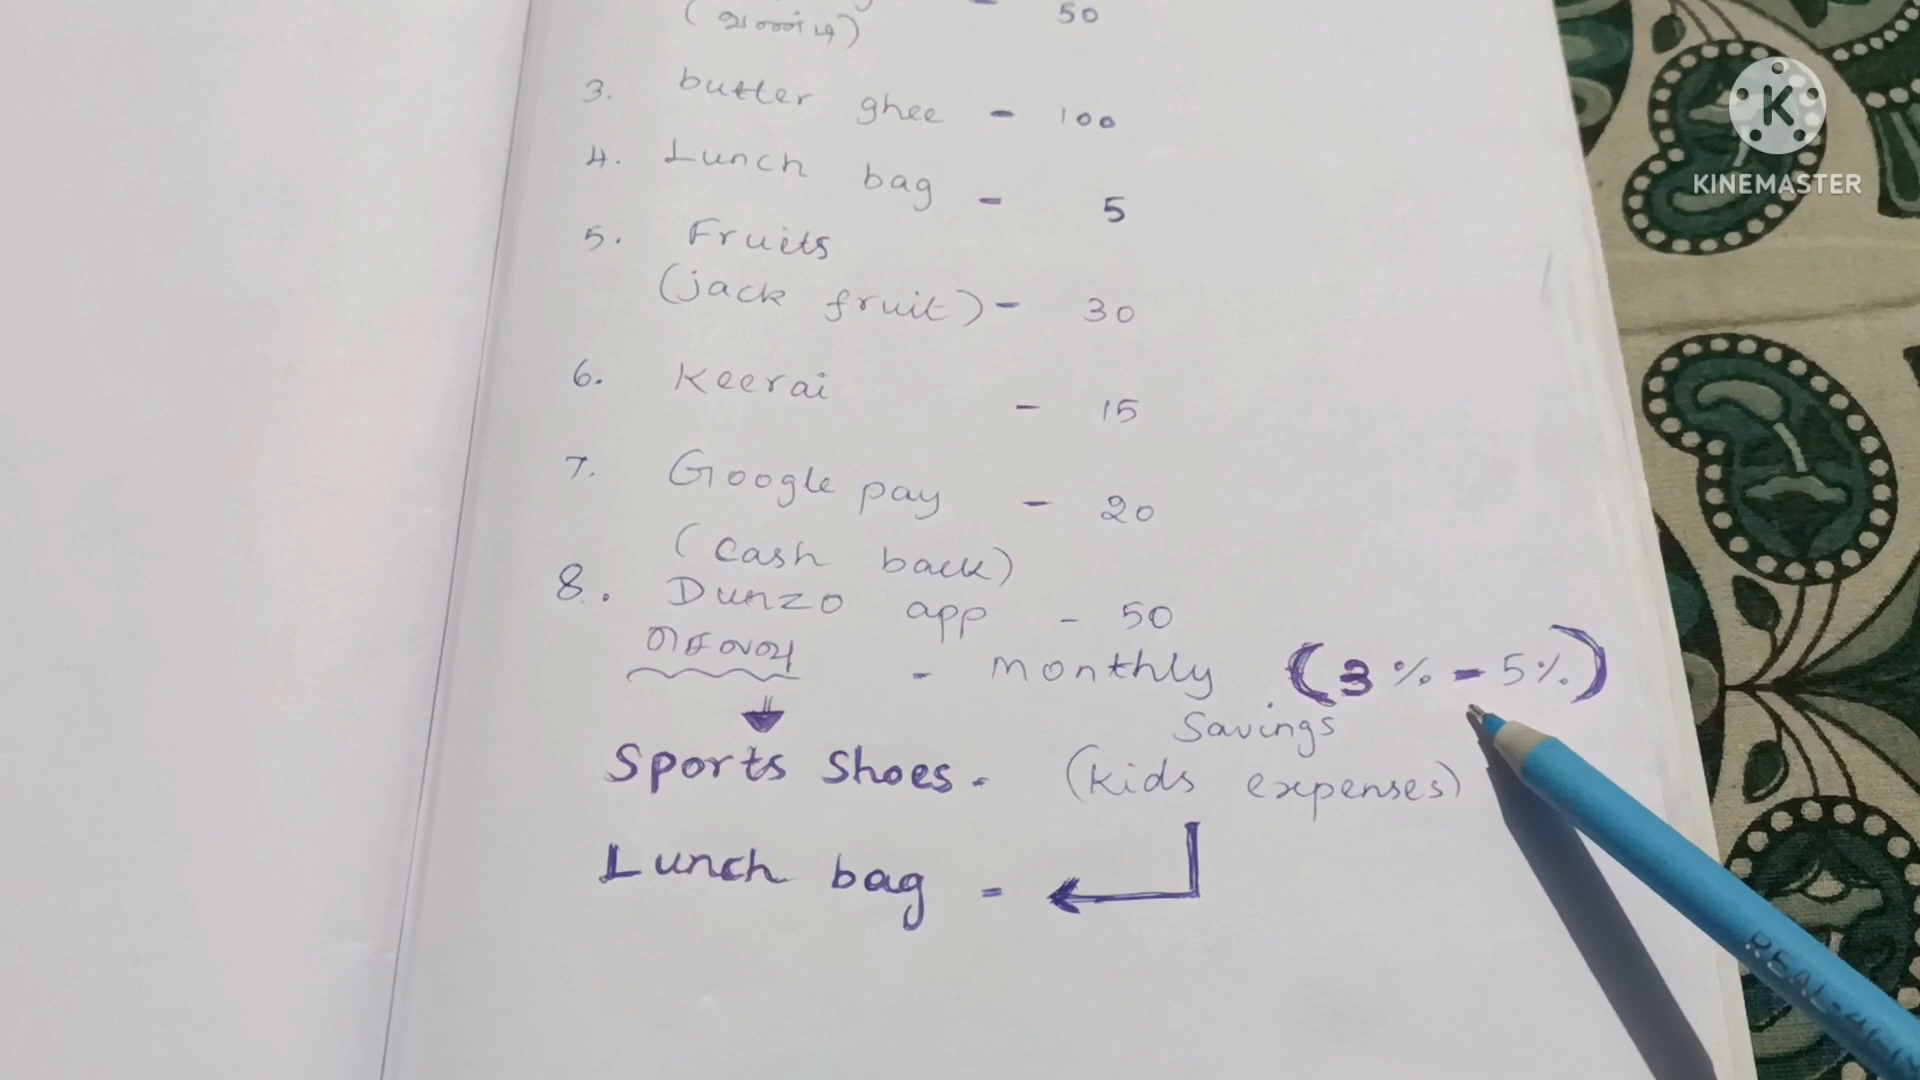 - 50
(வண்டி)
3. butter ghee - 100
4. Lunch bag - 5
5. Fruits
(jack fruit) - 30
6. Keerai - 15
7. Google pay - 20
(cash back)
8. Dunzo app - 50
செலவு - monthly (3% - 5%)
Savings
Sports shoes - (kids expenses)
Lunch bag -
K
KINEMASTER